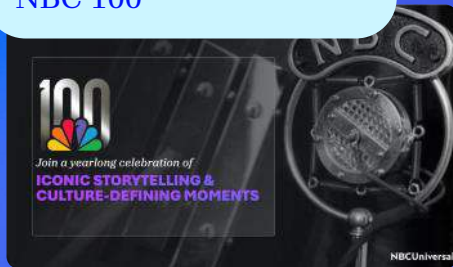 NBC 100
NBC
100
Join a yearlong celebration of
ICONIC STORYTELLING &
CULTURE-DEFINING MOMENTS
NBCUniversal